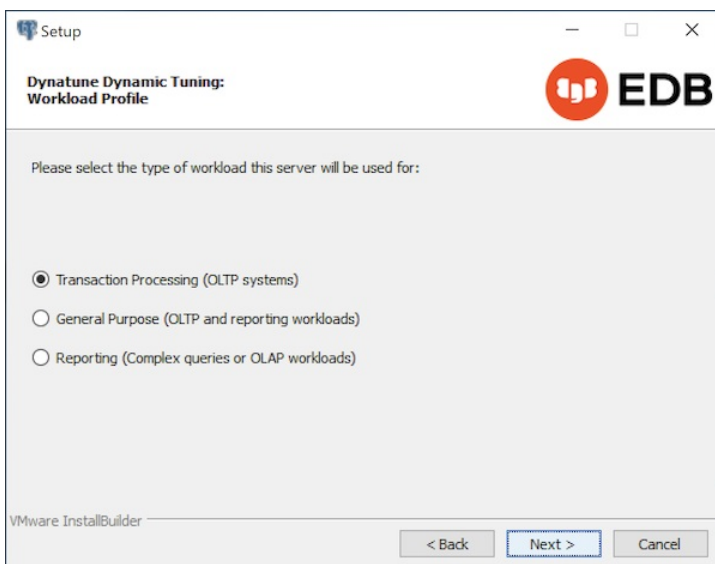 Setup
Dynatune Dynamic Tuning:
Workload Profile
EDB
Please select the type of workload this server will be used for:
Transaction Processing (OLTP systems)
General Purpose (OLTP and reporting workloads)
Reporting (Complex queries or OLAP workloads)
VMware InstallBuilder
< Back Next > Cancel